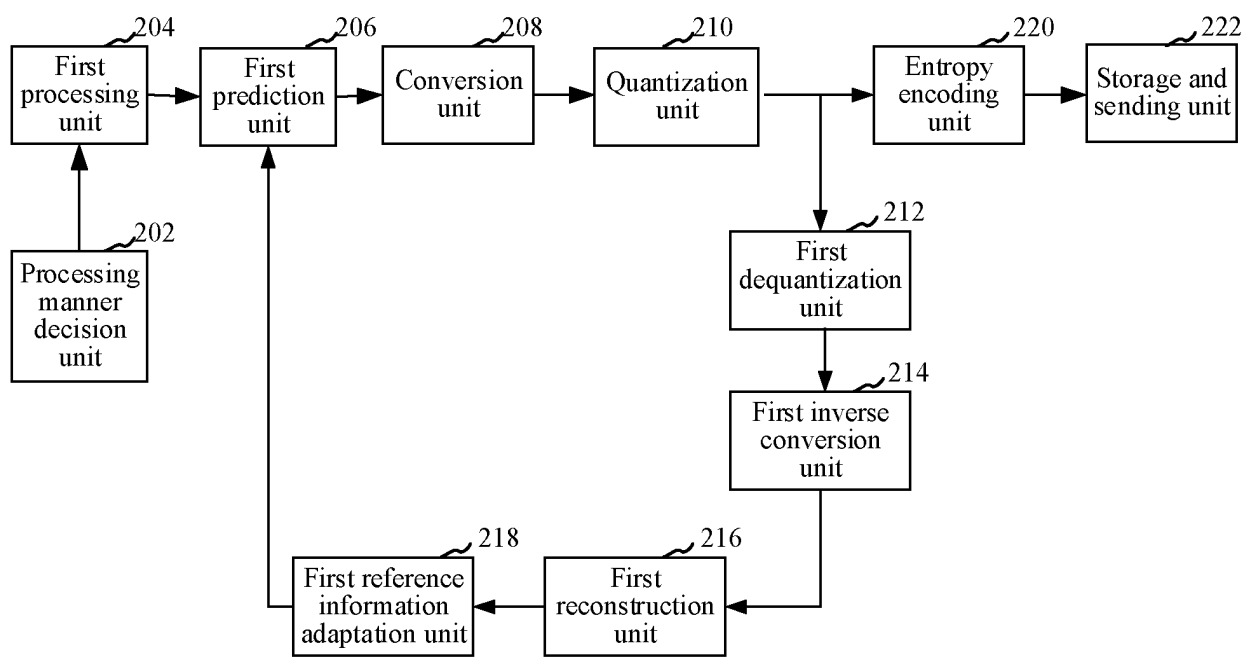 204
First
processing
unit
206
First
prediction
unit
208
Conversion
unit
210
Quantization
unit
220
Entropy
encoding
unit
222
Storage and
sending unit
202
Processing
manner
decision
unit
212
First
dequantization
unit
214
First inverse
conversion
unit
218
First reference
information
adaptation unit
216
First
reconstruction
unit